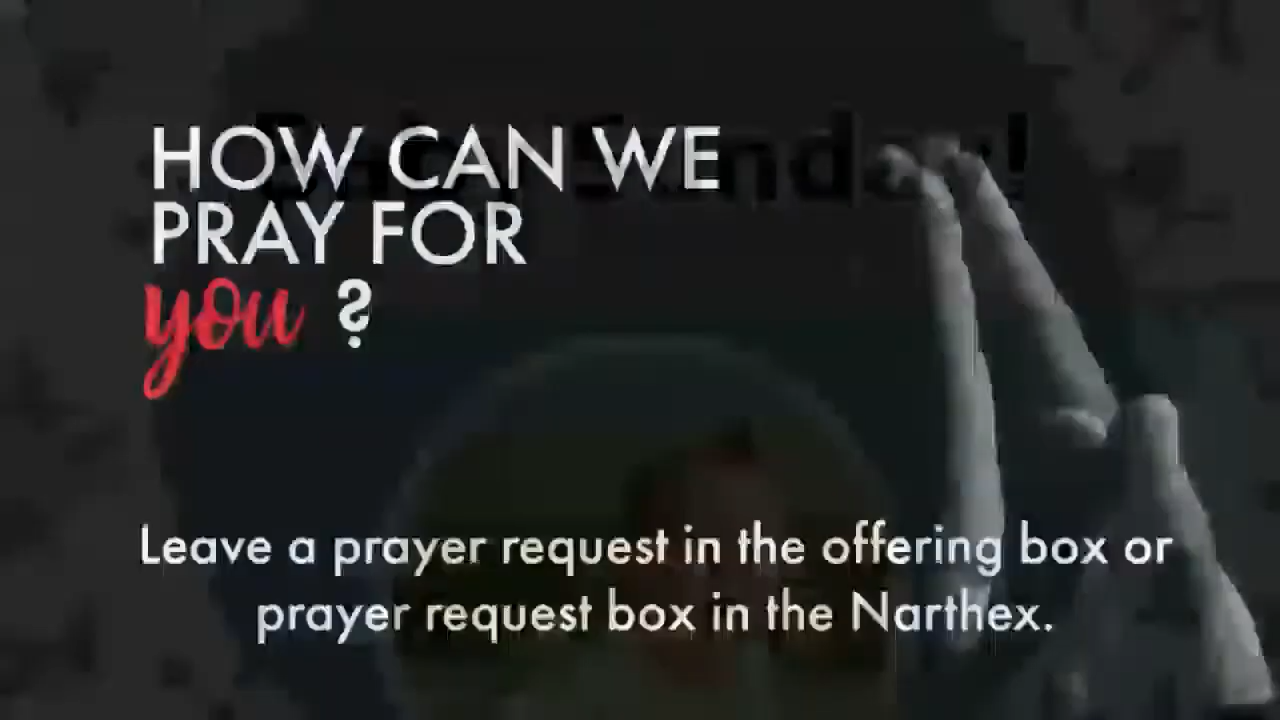 HOW CAN WE
PRAY FOR
you ?
Sunday!
Leave a prayer request in the offering box or
prayer request box in the Narthex.